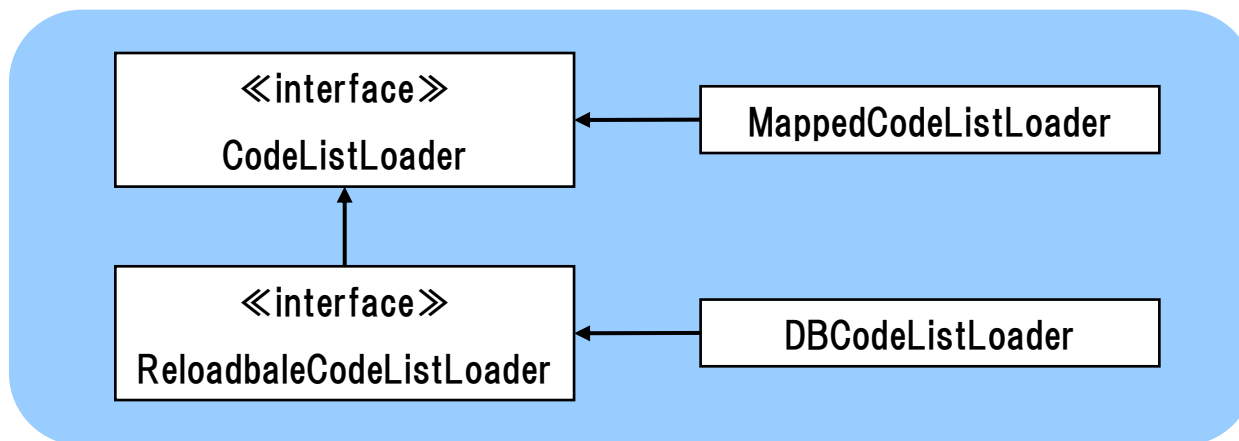 ≪interface≫
CodeListLoader
MappedCodeListLoader
≪interface≫
ReloadbaleCodeListLoader
DBCodeListLoader